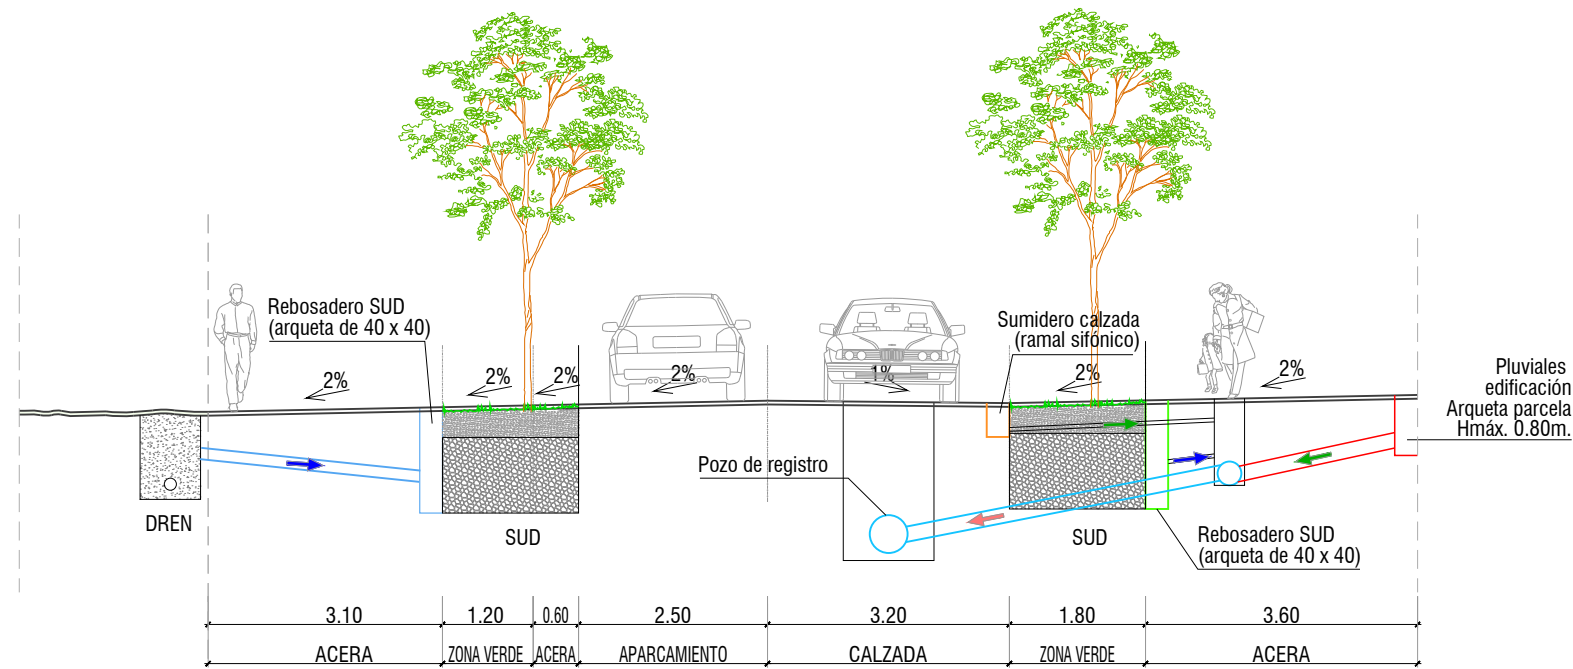 Rebosadero SUD
(arqueta de 40 x 40)
Sumidero calzada
(ramal sifónico)
Pluviales
edificación
Arqueta parcela
Hmáx. 0.80m.
2%
2%
2%
2%
1%
2%
2%
Pozo de registro
DREN
SUD
SUD
Rebosadero SUD
(arqueta de 40 x 40)
3.10
1.20
0.60
2.50
3.20
1.80
3.60
ACERA
ZONA VERDE
ACERA
APARCAMIENTO
CALZADA
ZONA VERDE
ACERA